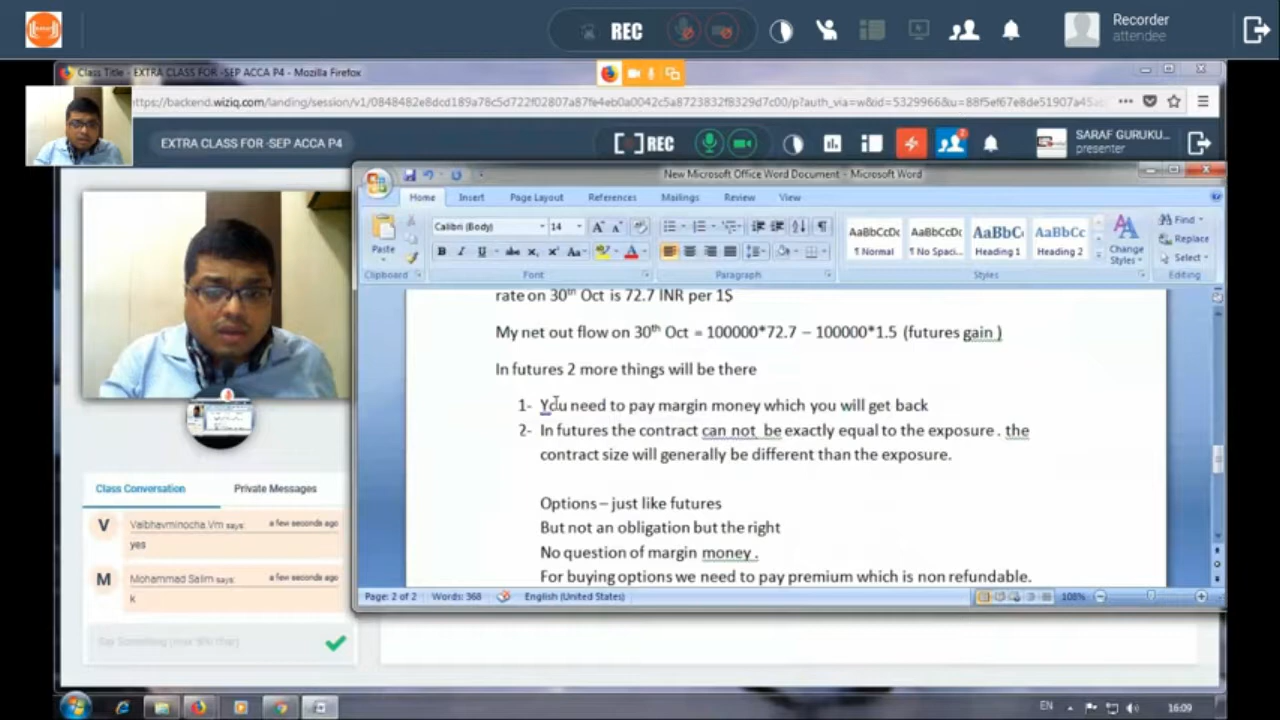 REC
Recorder
attendee
Class Title - EXTRA CLASS FOR -SEP ACCA P4 - Mozilla Firefox
EXTRA CLASS FOR -SEP ACCA P4
REC
SARAF GURUKU...
presenter
New Microsoft Office Word Document - Microsoft Word
Home Insert Page Layout References Mailings Review View
Paste
Calibri (Body) 14
AaBbCcDc AaBbCcDc AaBbC AaBbCc
¶ Normal ¶ No Spaci... Heading 1 Heading 2
Change Styles
Find
Replace
Select
Clipboard Font Paragraph Styles Editing
rate on 30th Oct is 72.7 INR per 1$
My net out flow on 30th Oct = 100000*72.7 – 100000*1.5 (futures gain )
In futures 2 more things will be there
1- You need to pay margin money which you will get back
2- In futures the contract can not be exactly equal to the exposure . the
contract size will generally be different than the exposure.
Options – just like futures
But not an obligation but the right
No question of margin money .
For buying options we need to pay premium which is non refundable.
Page: 2 of 2 Words: 368 English (United States) 108%
Class Conversation Private Messages
V Vaibhavminocha.Vm says: a few seconds ago
yes
M Mohammad Salim says: a few seconds ago
k
EN 16:09